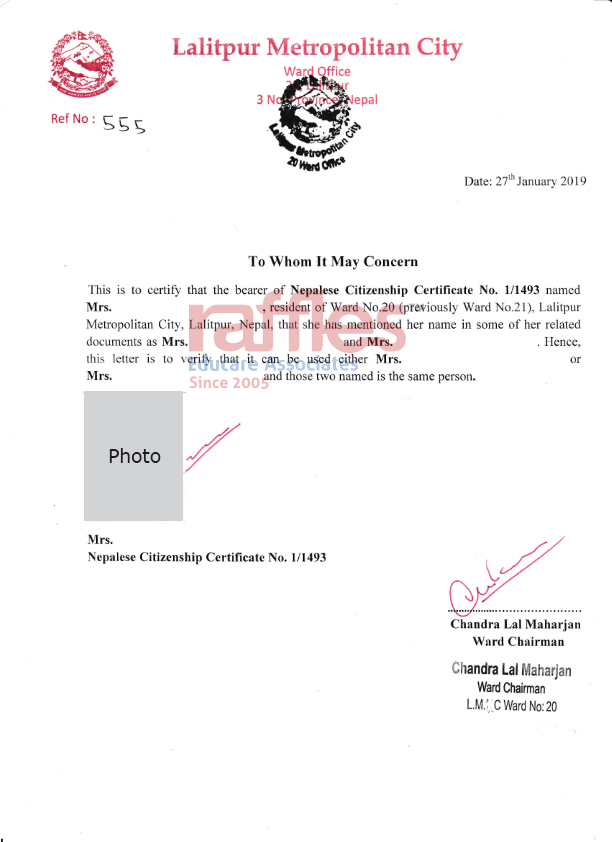 Lalitpur Metropolitan City
Ward Office
3 No. Province, Nepal
Lalitpur Metropolitan City
20 Ward Office
Ref No : 555
Date: 27th January 2019
To Whom It May Concern
This is to certify that the bearer of Nepalese Citizenship Certificate No. 1/1493 named
Mrs. , resident of Ward No.20 (previously Ward No.21), Lalitpur
Metropolitan City, Lalitpur, Nepal, that she has mentioned her name in some of her related
documents as Mrs. and Mrs. . Hence,
this letter is to verify that it can be used either Mrs. or
Mrs. and those two named is the same person.
raffles
Educare Associates
Since 2005
Photo
Mrs.
Nepalese Citizenship Certificate No. 1/1493
Chandra Lal Maharjan
Ward Chairman
Chandra Lal Maharjan
Ward Chairman
L.M. C Ward No: 20